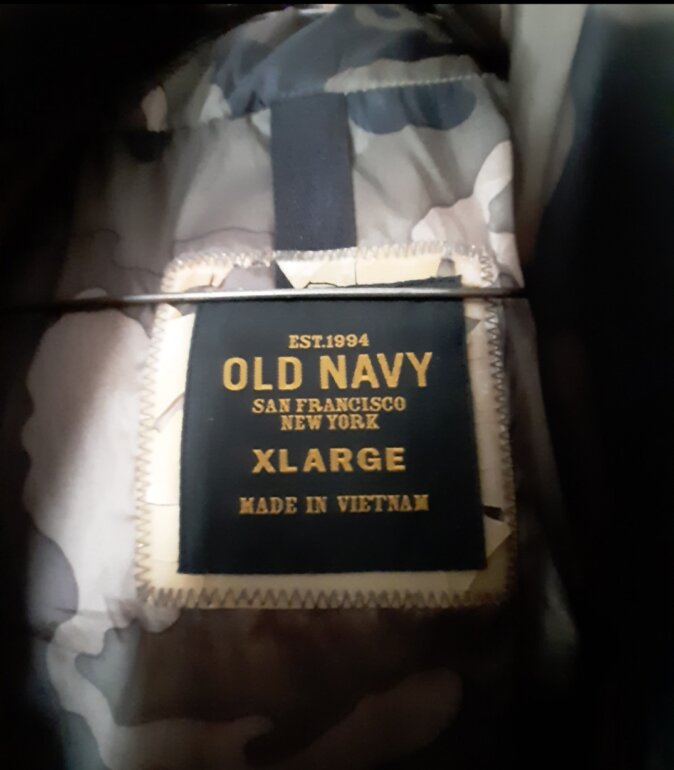 EST.1994
OLD NAVY
SAN FRANCISCO
NEW YORK
XLARGE
MADE IN VIETNAM